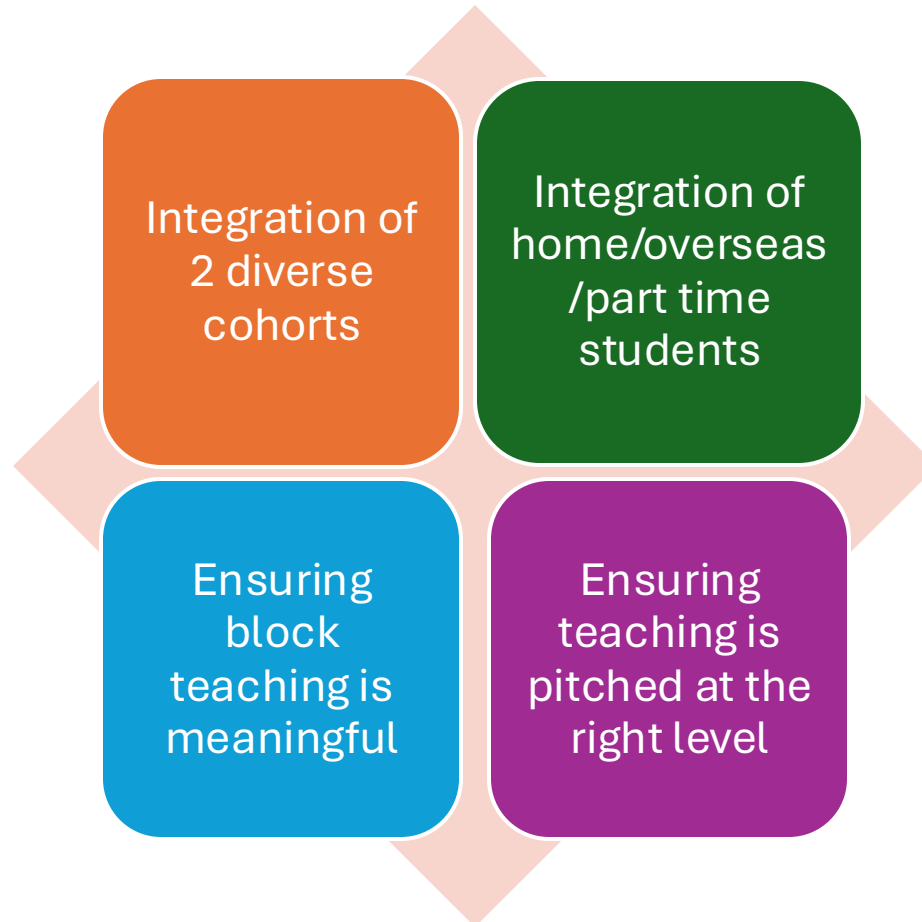 Integration of
2 diverse
cohorts
Integration of
home/overseas
/part time
students
Ensuring
block
teaching is
meaningful
Ensuring
teaching is
pitched at the
right level